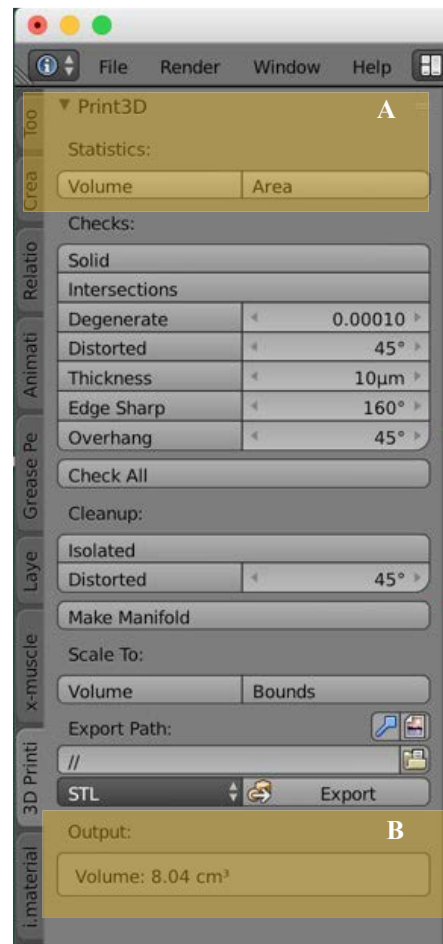 File Render Window Help
Print3D A
Statistics:
Volume Area
Checks:
Solid
Intersections
Degenerate 0.00010
Distorted 45°
Thickness 10µm
Edge Sharp 160°
Overhang 45°
Check All
Cleanup:
Isolated
Distorted 45°
Make Manifold
Scale To:
Volume Bounds
Export Path:
//
STL Export
Output: B
Volume: 8.04 cm³
Too
Crea
Relatio
Animati
Grease Pe
Laye
x-muscle
3D Printi
i.material